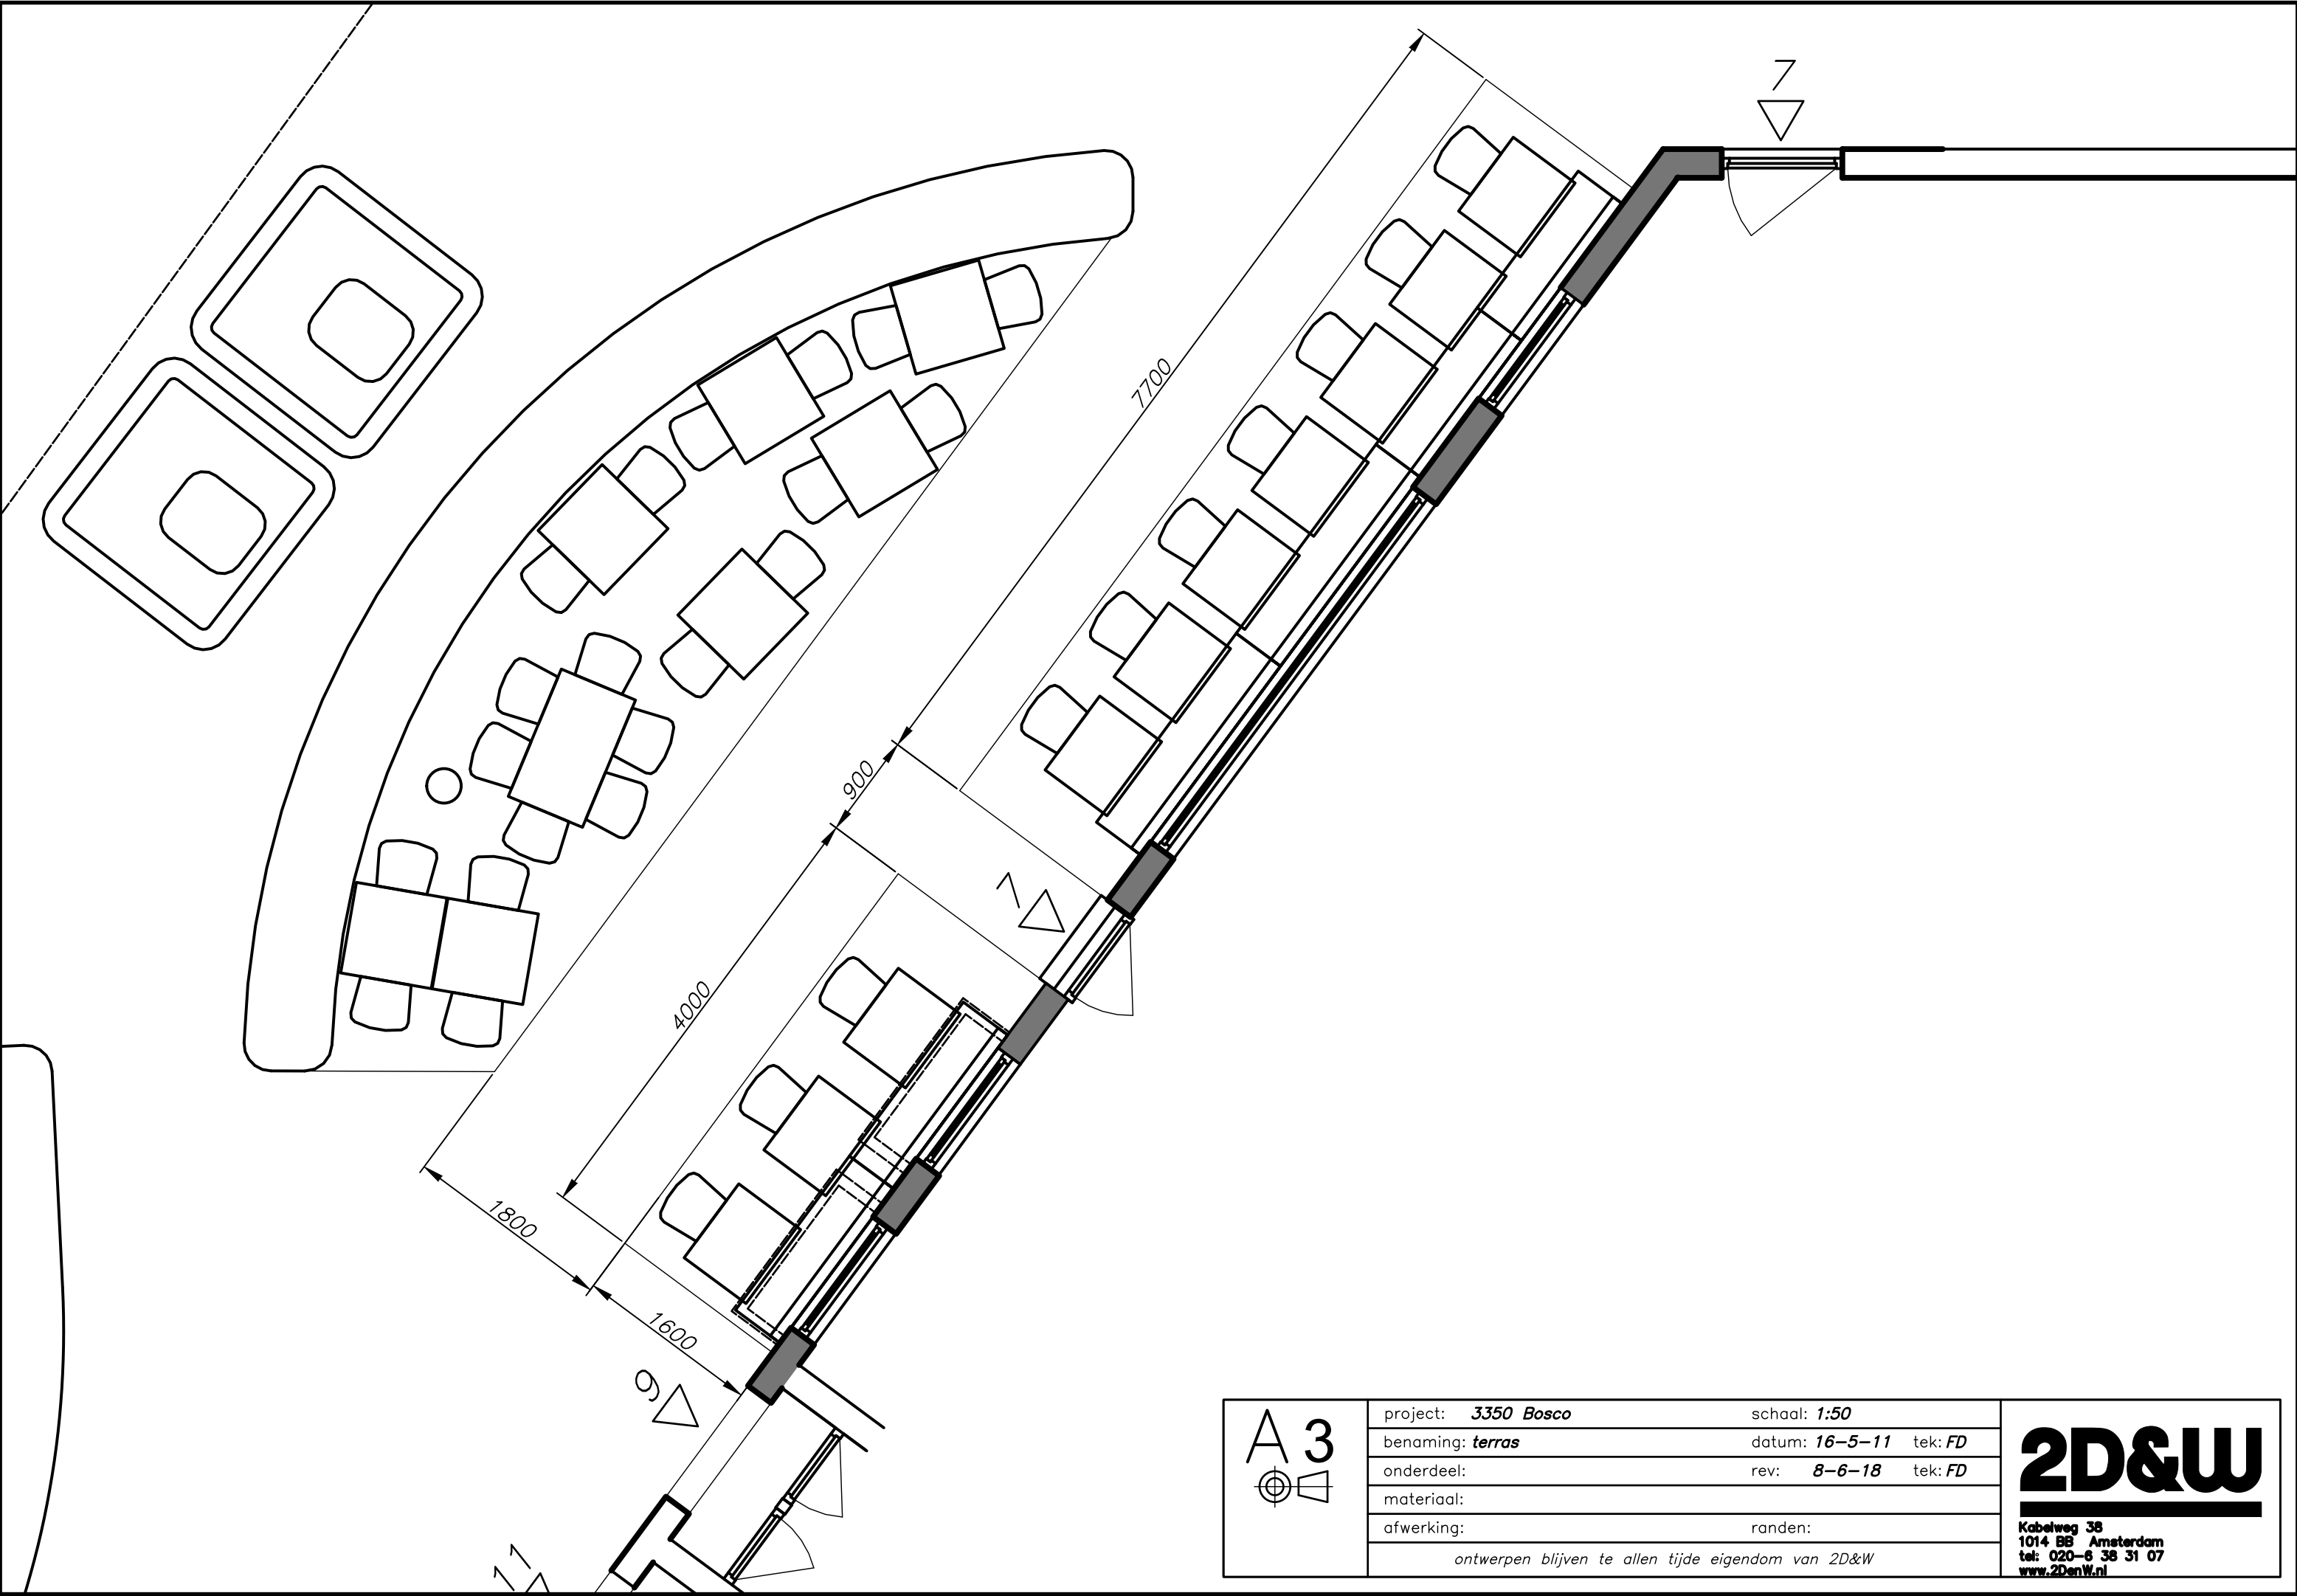 7
7700
900
7
4000
1800
1600
9
11
A3
project: 3350 Bosco schaal: 1:50
benaming: terras datum: 16-5-11 tek: FD
onderdeel: rev: 8-6-18 tek: FD
materiaal:
afwerking: randen:
ontwerpen blijven te allen tijde eigendom van 2D&W
2D&W
Kabelweg 38
1014 BB Amsterdam
tel: 020-6 38 31 07
www.2DenW.nl